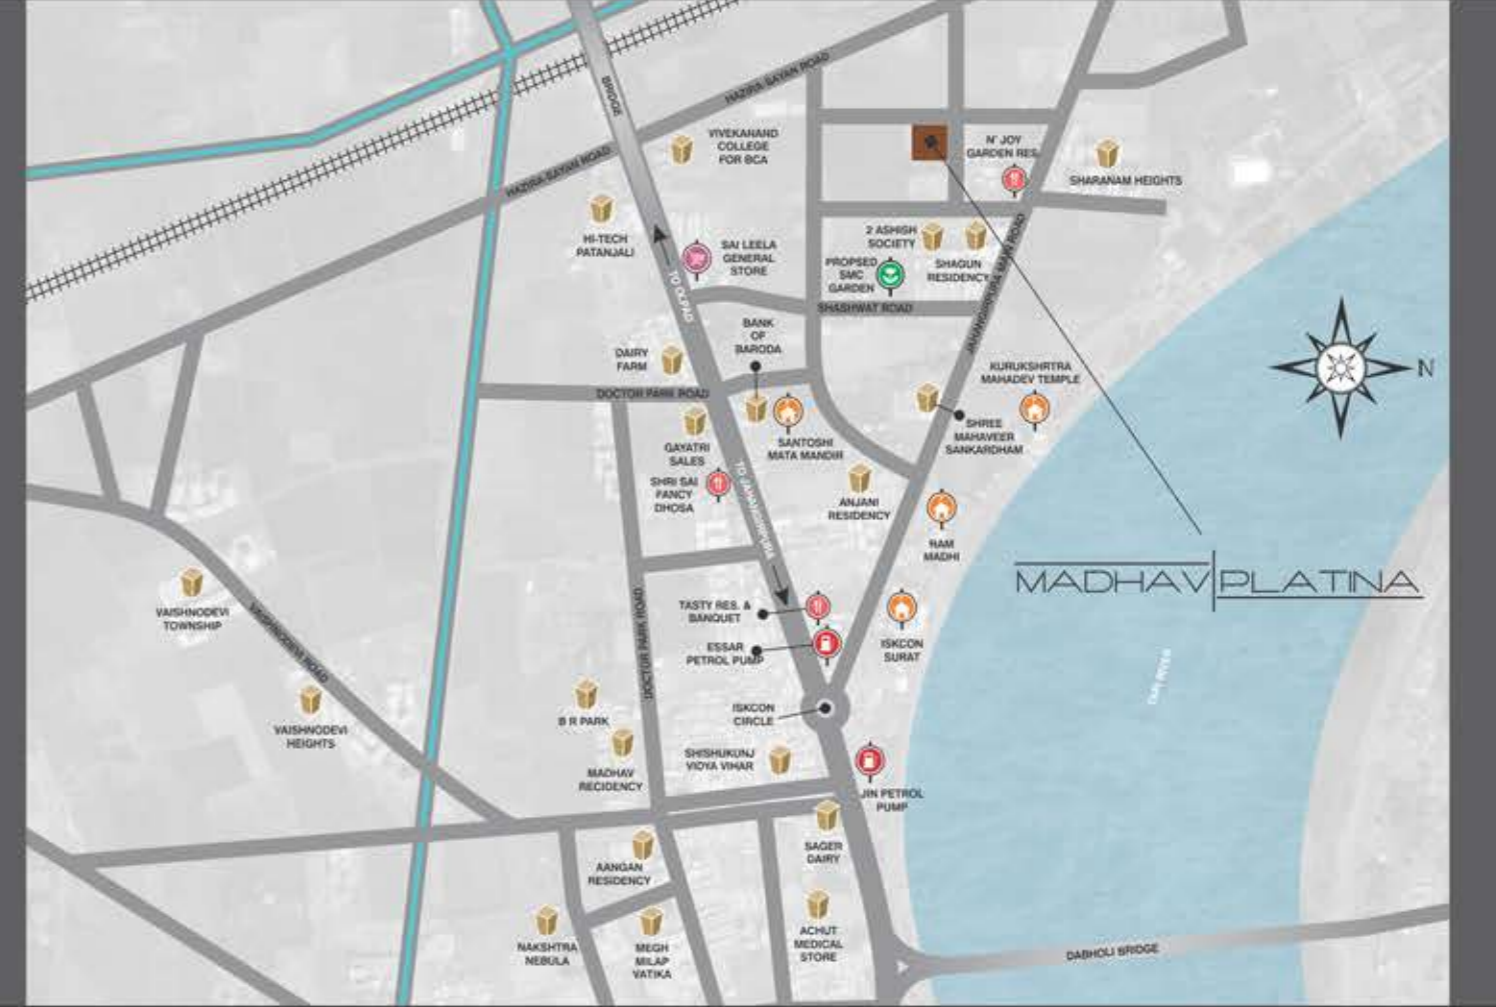 BRIDGE
HAZIRA-SAYAN ROAD
HAZIRA-SAYAN ROAD
VIVEKANAND
COLLEGE
FOR BCA
N' JOY
GARDEN RES.
SHARANAM HEIGHTS
HI-TECH
PATANJALI
SAI LEELA
GENERAL
STORE
2 ASHISH
SOCIETY
SHAGUN
RESIDENCY
PROPSED
SMC
GARDEN
SHASHWAT ROAD
JAHANGIRPURA MAIN ROAD
TO OLPAD
BANK
OF
BARODA
DAIRY
FARM
DOCTOR PARK ROAD
KURUKSHRTRA
MAHADEV TEMPLE
N
SHREE
MAHAVEER
SANKARDHAM
GAYATRI
SALES
SANTOSHI
MATA MANDIR
SHRI SAI
FANCY
DHOSA
TO JAHANGIRPURA
ANJANI
RESIDENCY
RAM
MADHI
MADHAV PLATINA
VAISHNODEVI
TOWNSHIP
VAISHNODEVI ROAD
DOCTOR PARK ROAD
TASTY RES. &
BANQUET
ESSAR
PETROL PUMP
ISKCON
SURAT
TAPI RIVER
VAISHNODEVI
HEIGHTS
B R PARK
ISKCON
CIRCLE
MADHAV
RECIDENCY
SHISHUKUNJ
VIDYA VIHAR
JIN PETROL
PUMP
AANGAN
RESIDENCY
SAGER
DAIRY
NAKSHTRA
NEBULA
MEGH
MILAP
VATIKA
ACHUT
MEDICAL
STORE
DABHOLI BRIDGE